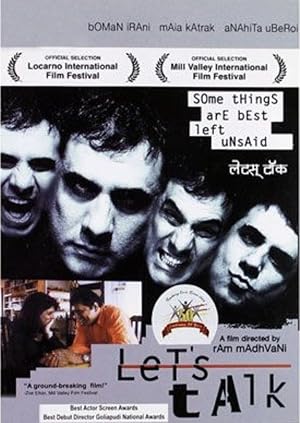 bOMaN iRANi mAia kAtrak aNAhiTA uBeRoi
OFFICIAL SELECTION
Locarno International
Film Festival
OFFICIAL SELECTION
Mill Valley International
Film Festival
SOme tHingS
arE bEst
left
uNsAid
लेटस् टॉक
A film directed by
rAm mAdhVaNi
LeT's
tAlk
"A ground-breaking film!"
Best Actor Screen Awards
Best Debut Director Gollapudi National Awards